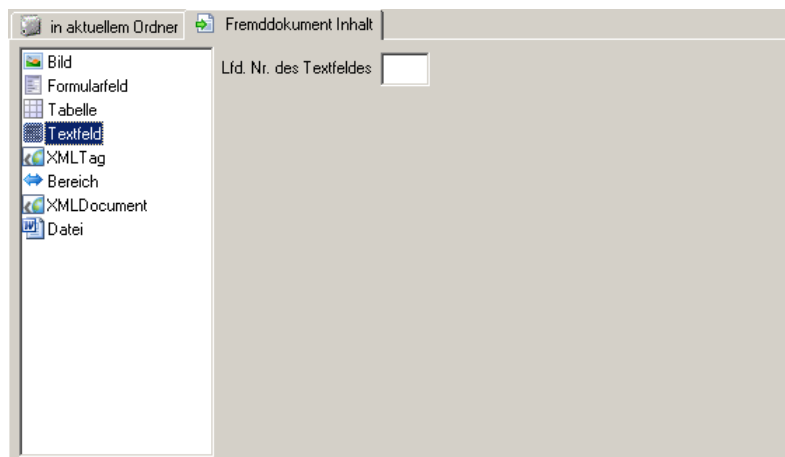 in aktuellem Ordner Fremddokument Inhalt
Bild
Lfd. Nr. des Textfeldes
Formularfeld
Tabelle
Textfeld
XMLTag
Bereich
XMLDocument
Datei